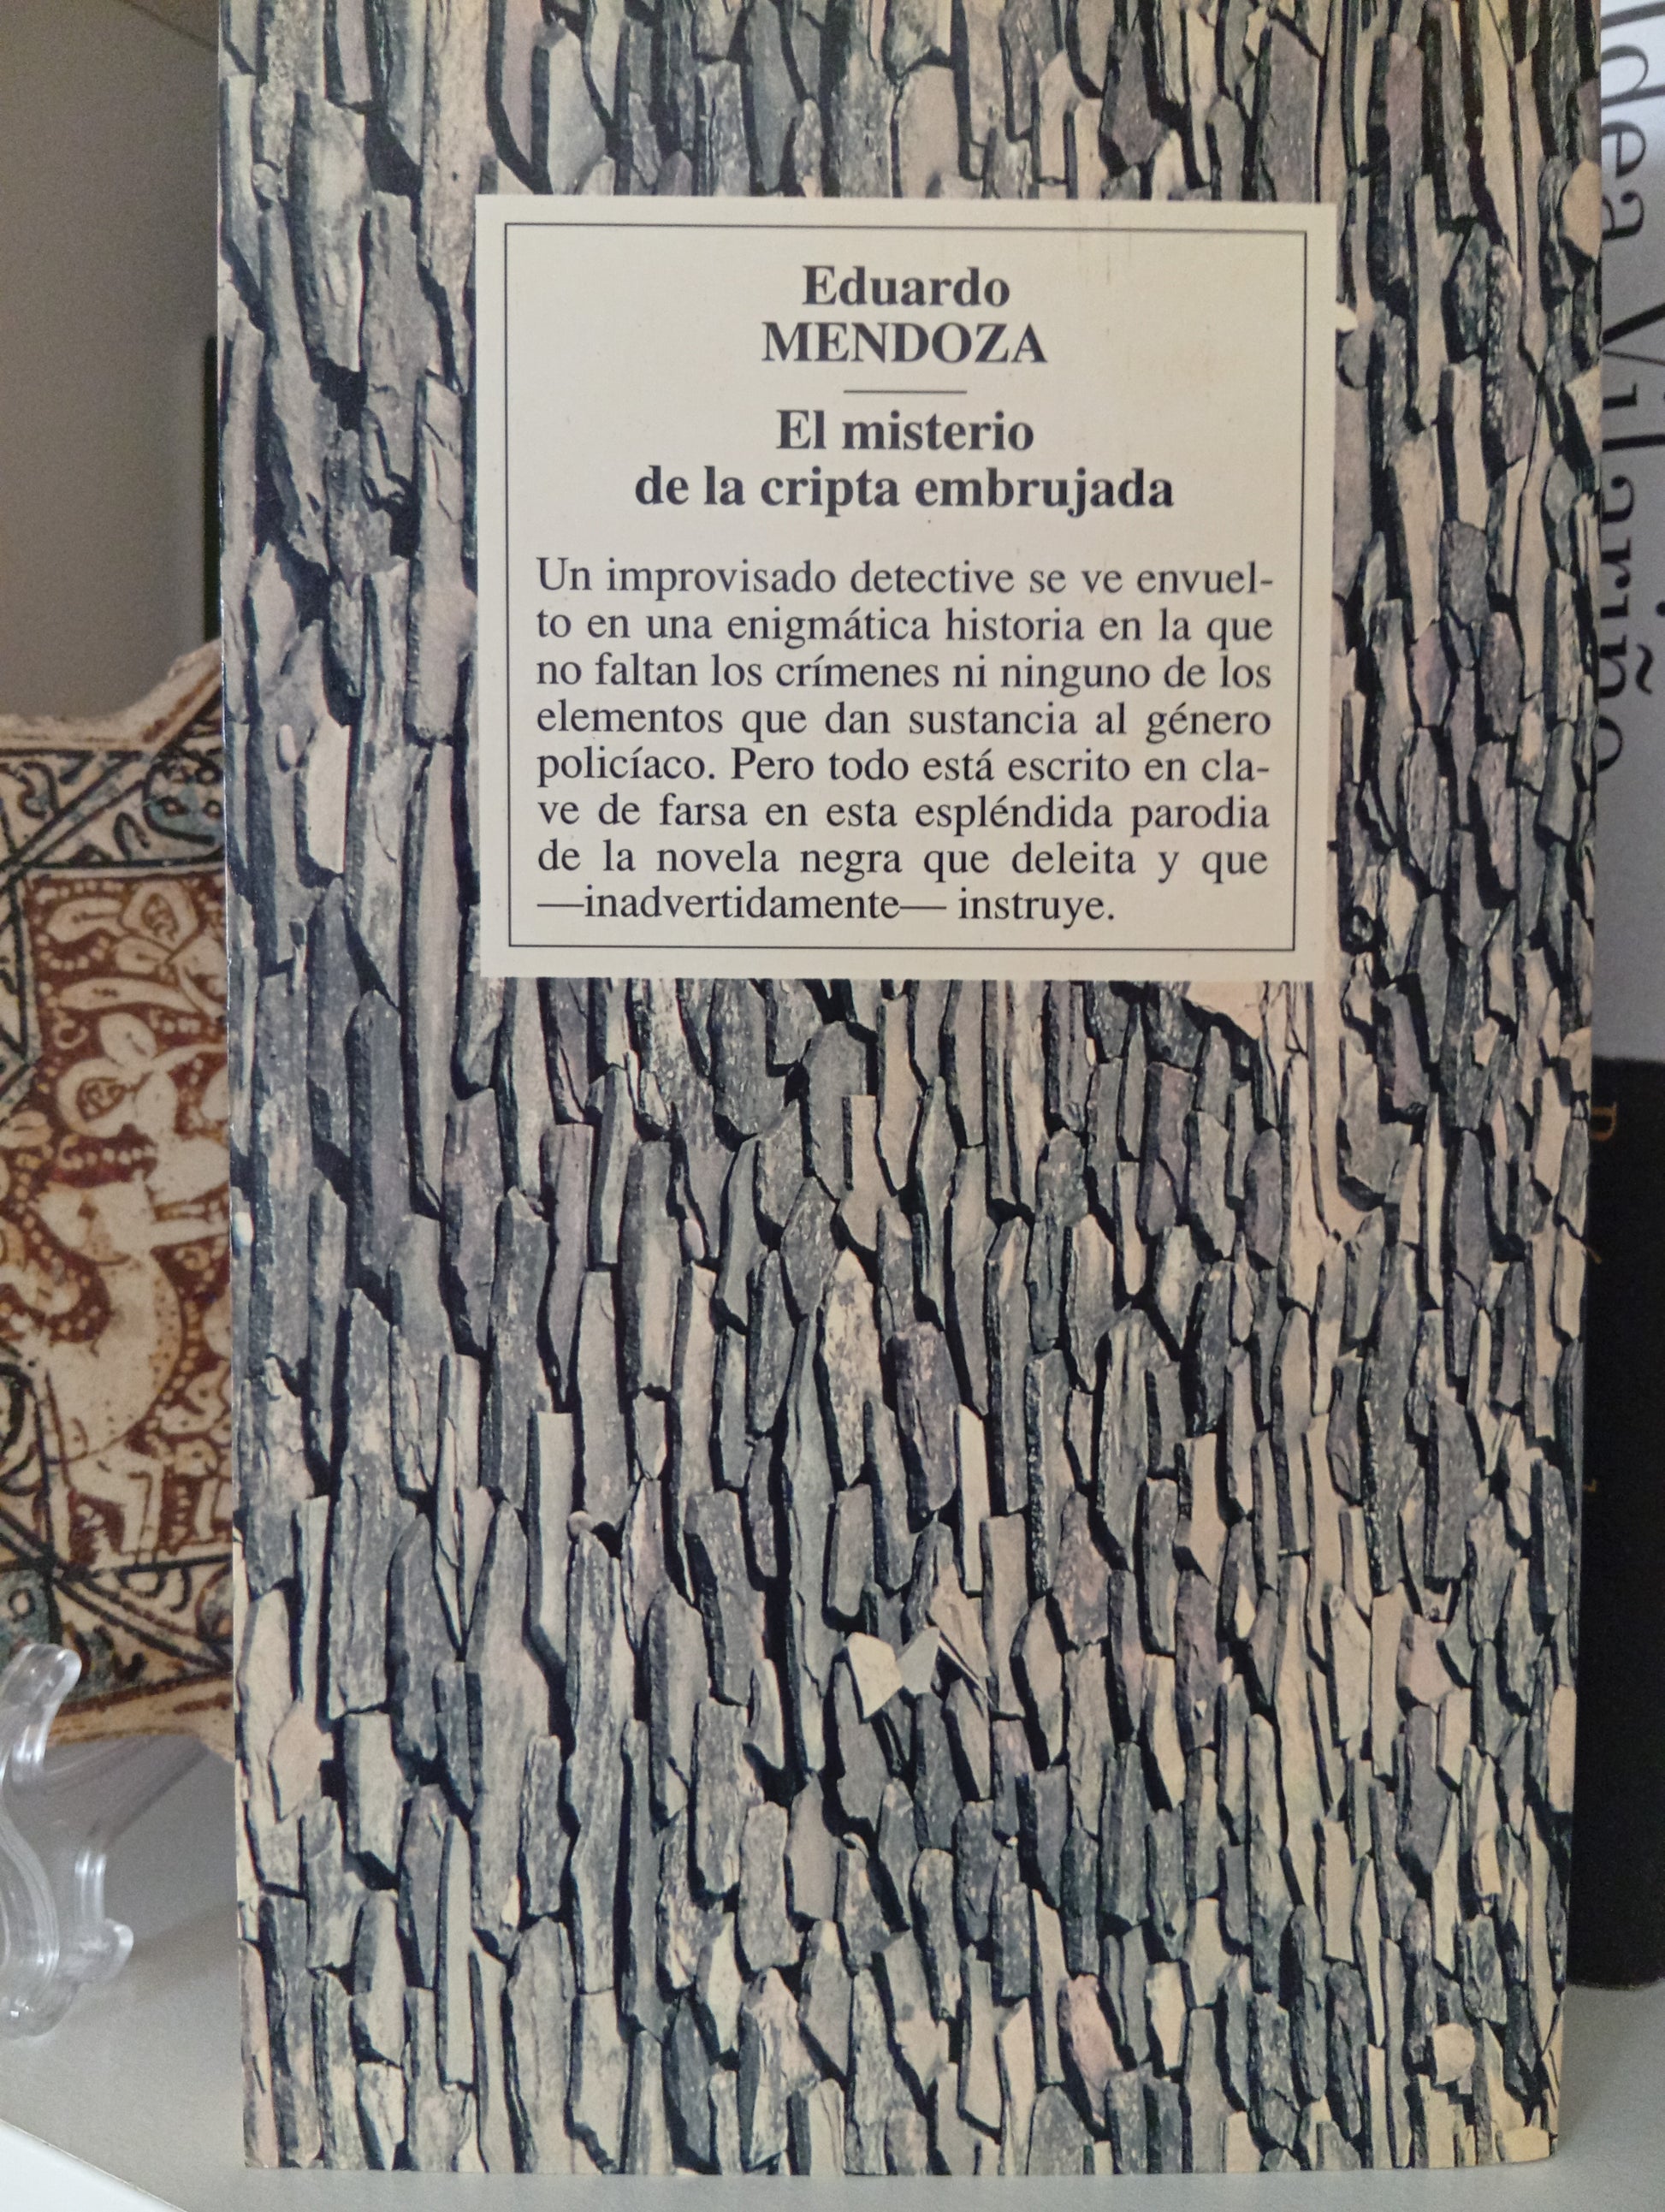 Eduardo
MENDOZA
El misterio
de la cripta embrujada
Un improvisado detective se ve envuel-
to en una enigmática historia en la que
no faltan los crímenes ni ninguno de los
elementos que dan sustancia al género
policíaco. Pero todo está escrito en cla-
ve de farsa en esta espléndida parodia
de la novela negra que deleita y que
—inadvertidamente— instruye.
dea Vilariño